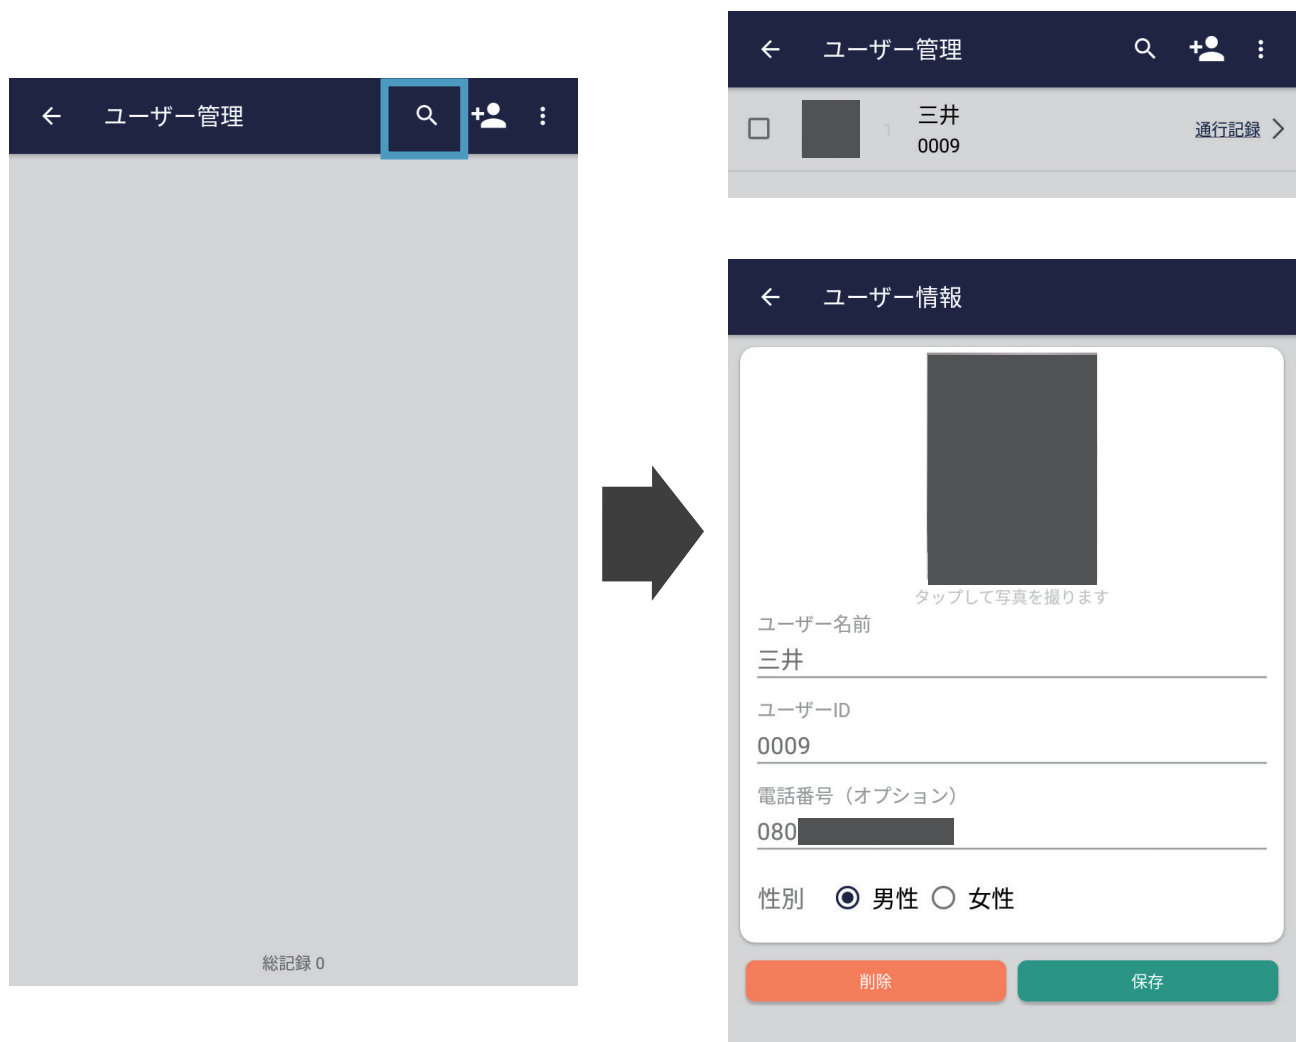 ユーザー管理
総記録 0
ユーザー管理
1
三井
0009
通行記録
ユーザー情報
タップして写真を撮ります
ユーザー名前
三井
ユーザーID
0009
電話番号（オプション）
080
性別 男性 女性
削除 保存